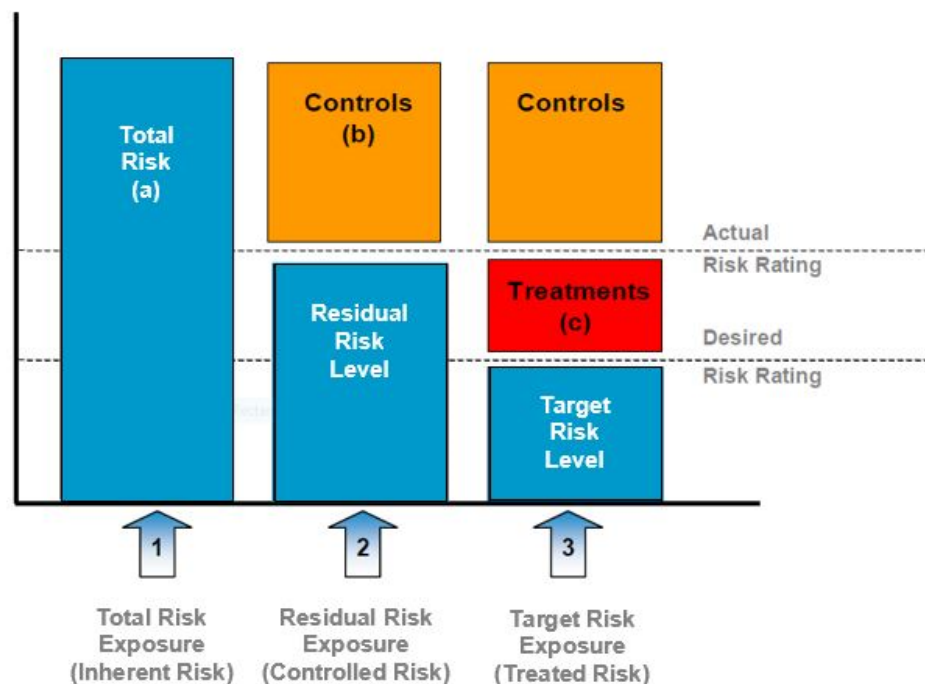 Total
Risk
(a)
Controls
(b)
Controls
Actual
Risk Rating
Residual
Risk
Level
Treatments
(c)
Desired
Risk Rating
Target
Risk
Level
1
2
3
Total Risk
Exposure
(Inherent Risk)
Residual Risk
Exposure
(Controlled Risk)
Target Risk
Exposure
(Treated Risk)